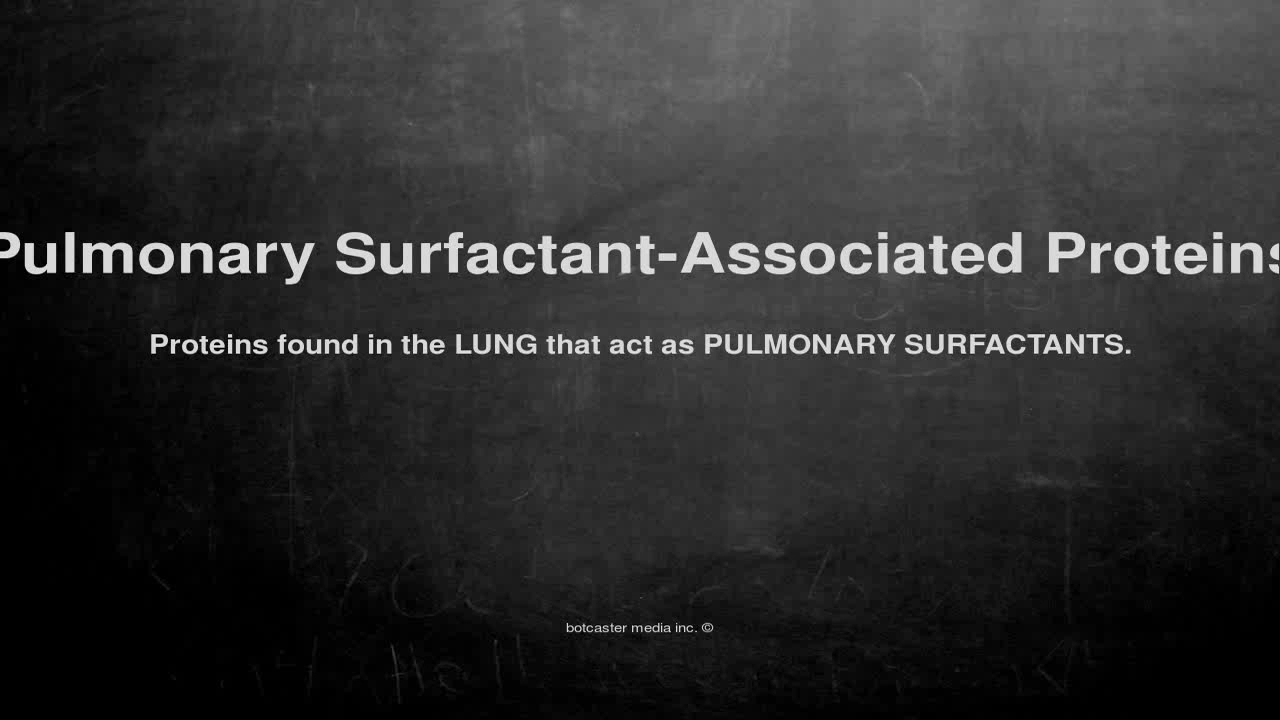 Pulmonary Surfactant-Associated Proteins
Proteins found in the LUNG that act as PULMONARY SURFACTANTS.
botcaster media inc. ©